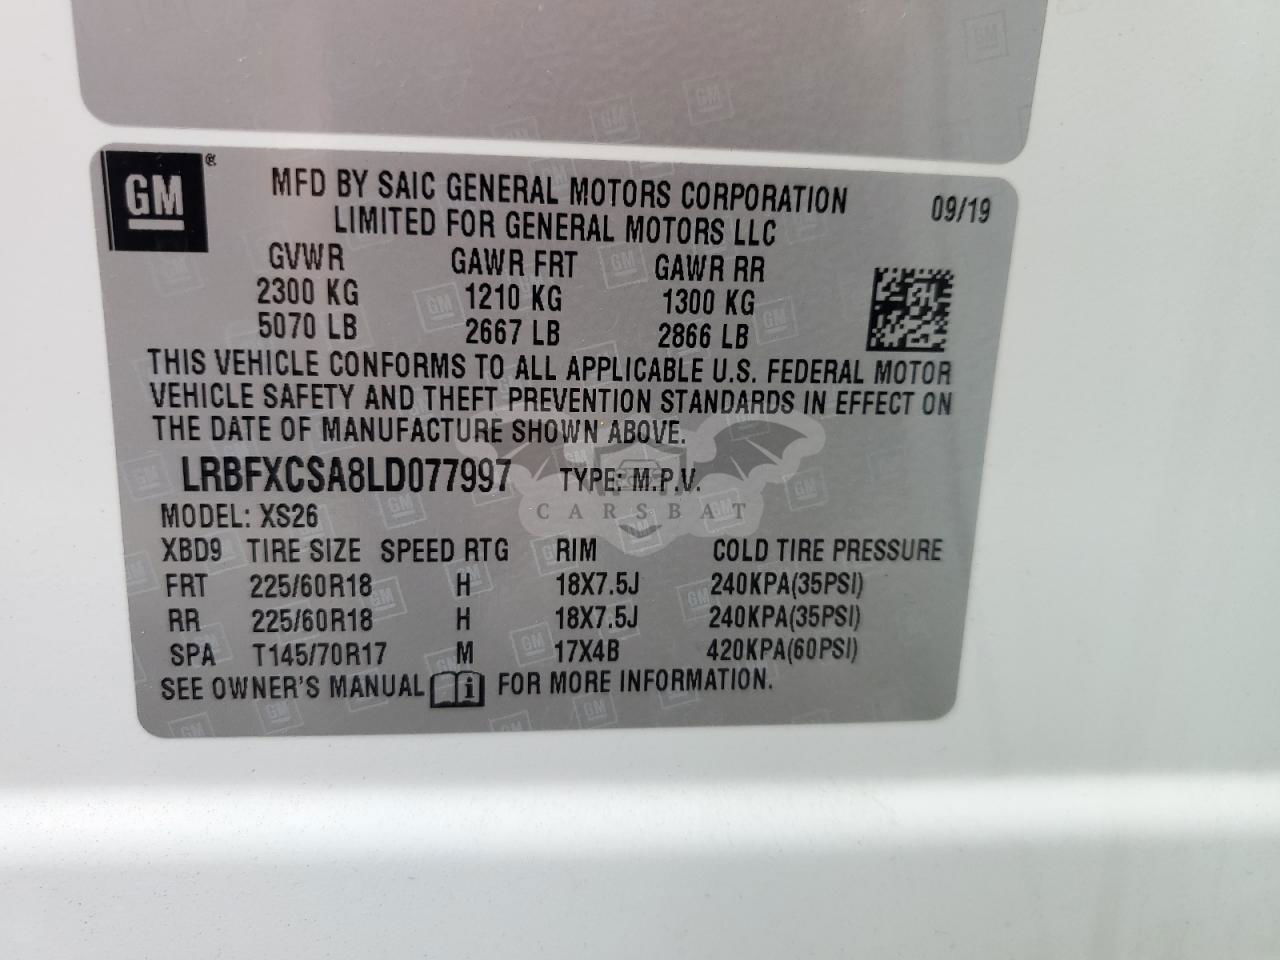 GM ®
MFD BY SAIC GENERAL MOTORS CORPORATION
LIMITED FOR GENERAL MOTORS LLC
09/19
GVWR GAWR FRT GAWR RR
2300 KG 1210 KG 1300 KG
5070 LB 2667 LB 2866 LB
THIS VEHICLE CONFORMS TO ALL APPLICABLE U.S. FEDERAL MOTOR
VEHICLE SAFETY AND THEFT PREVENTION STANDARDS IN EFFECT ON
THE DATE OF MANUFACTURE SHOWN ABOVE.
LRBFXCSA8LD077997 TYPE: M.P.V.
CARSBAT
MODEL: XS26
XBD9 TIRE SIZE SPEED RTG RIM COLD TIRE PRESSURE
FRT 225/60R18 H 18X7.5J 240KPA(35PSI)
RR 225/60R18 H 18X7.5J 240KPA(35PSI)
SPA T145/70R17 M 17X4B 420KPA(60PSI)
SEE OWNER'S MANUAL i FOR MORE INFORMATION.